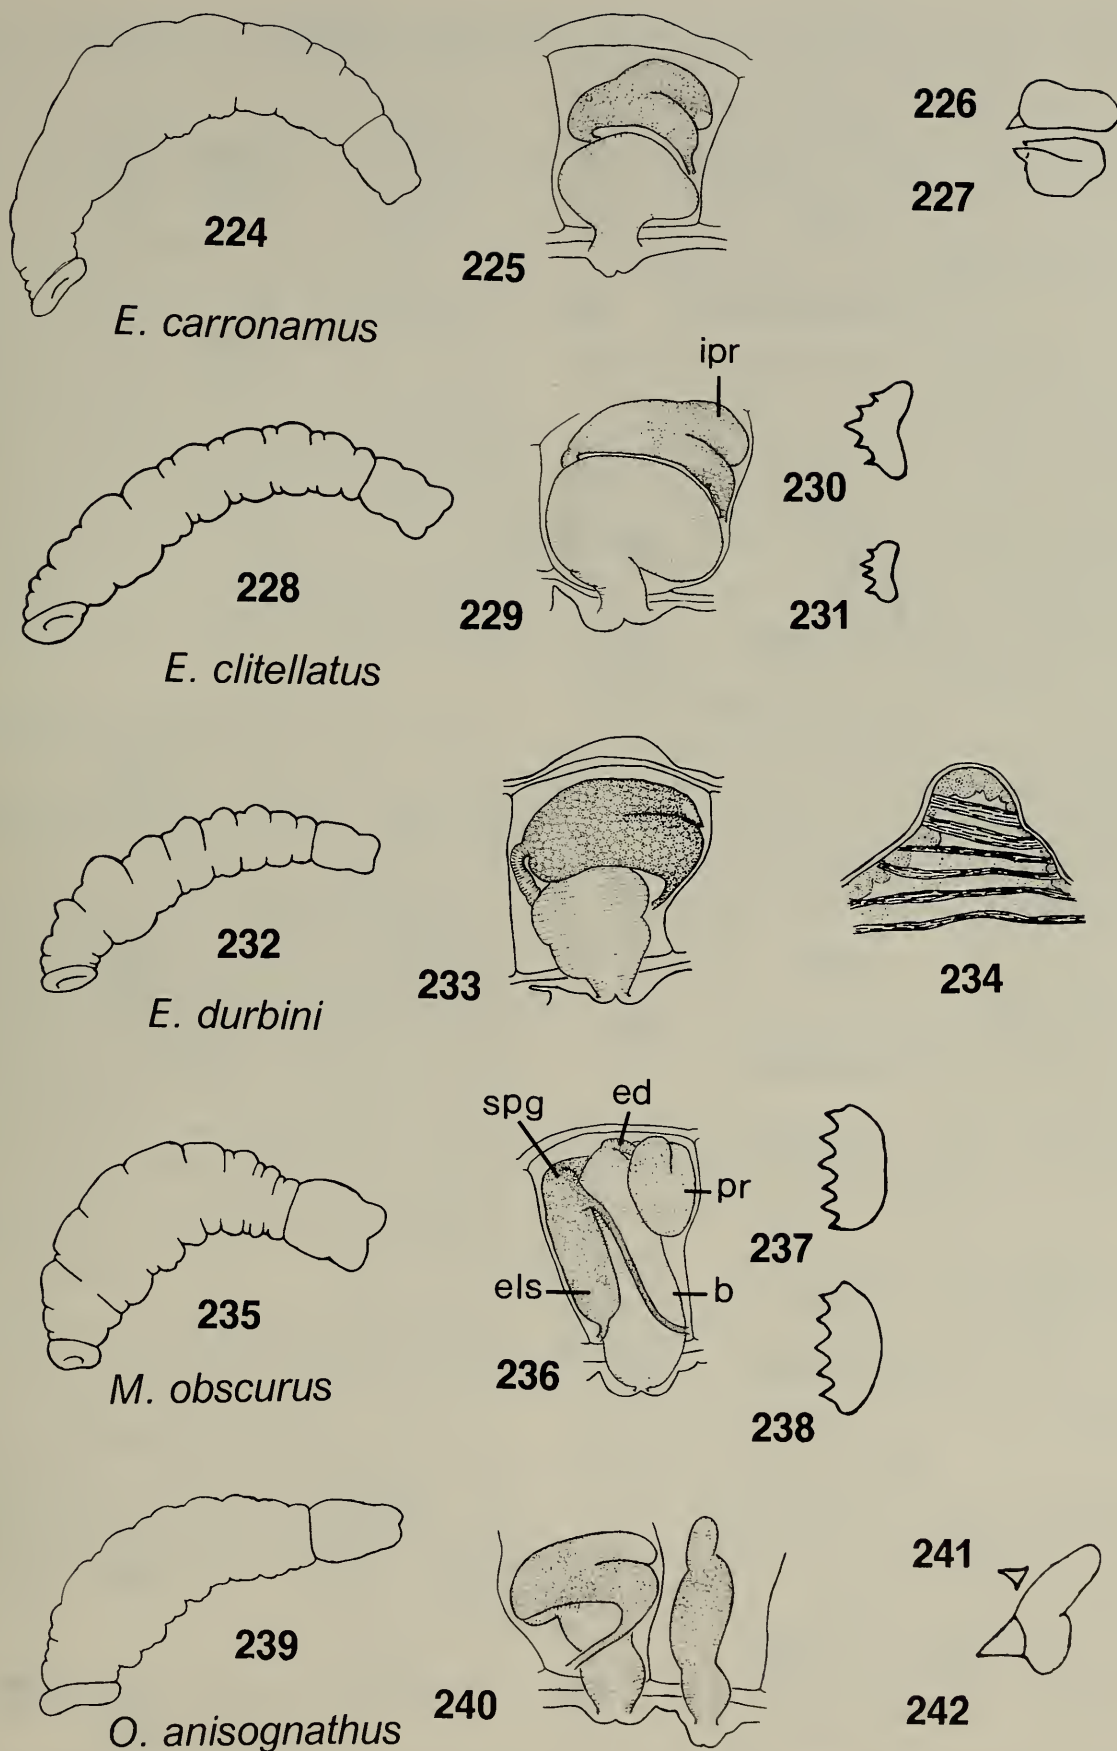 226
227
224
225
E. carronamus
ipr
230
228
229
231
E. clitellatus
232
233
234
E. durbini
spg
ed
pr
237
els
b
235
236
M. obscurus
238
241
239
240
242
O. anisognathus